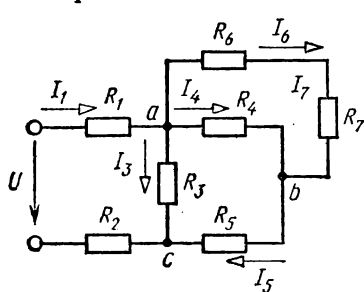 R₆ I₆
I₁ R₁ a I₄ R₄ I₇ R₇
I₃ R₃
U b
R₂ c R₅ I₅